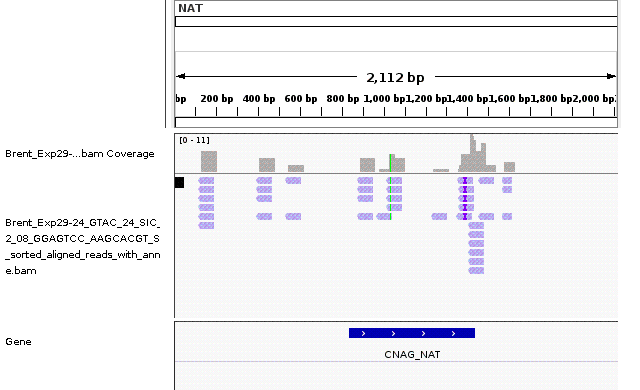 NAT
2,112 bp
bp 200 bp 400 bp 600 bp 800 bp 1,000 bp 1,200 bp 1,400 bp 1,600 bp 1,800 bp 2,000 bp
[0 - 11]
Brent_Exp29-...bam Coverage
Brent_Exp29-24_GTAC_24_SIC_
2_08_GGAGTCC_AAGCACGT_S
_sorted_aligned_reads_with_ann
e.bam
Gene
CNAG_NAT